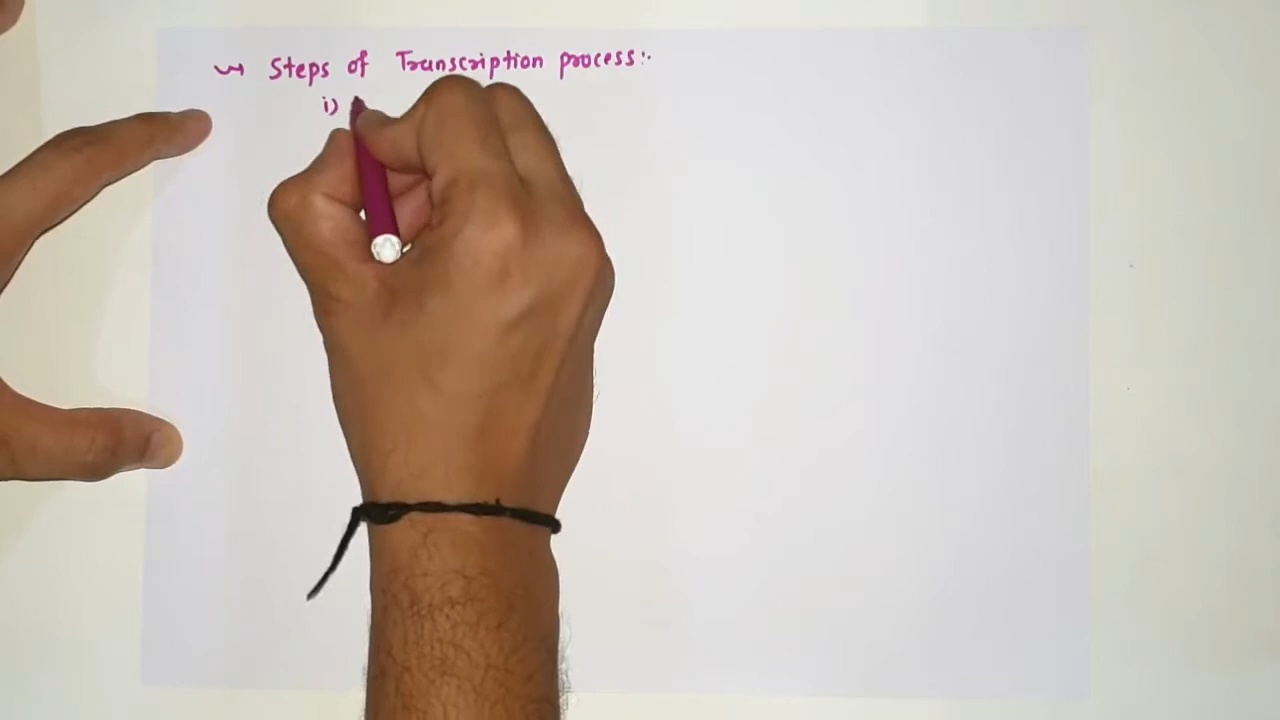 ↝ Steps of Transcription process:-
i)